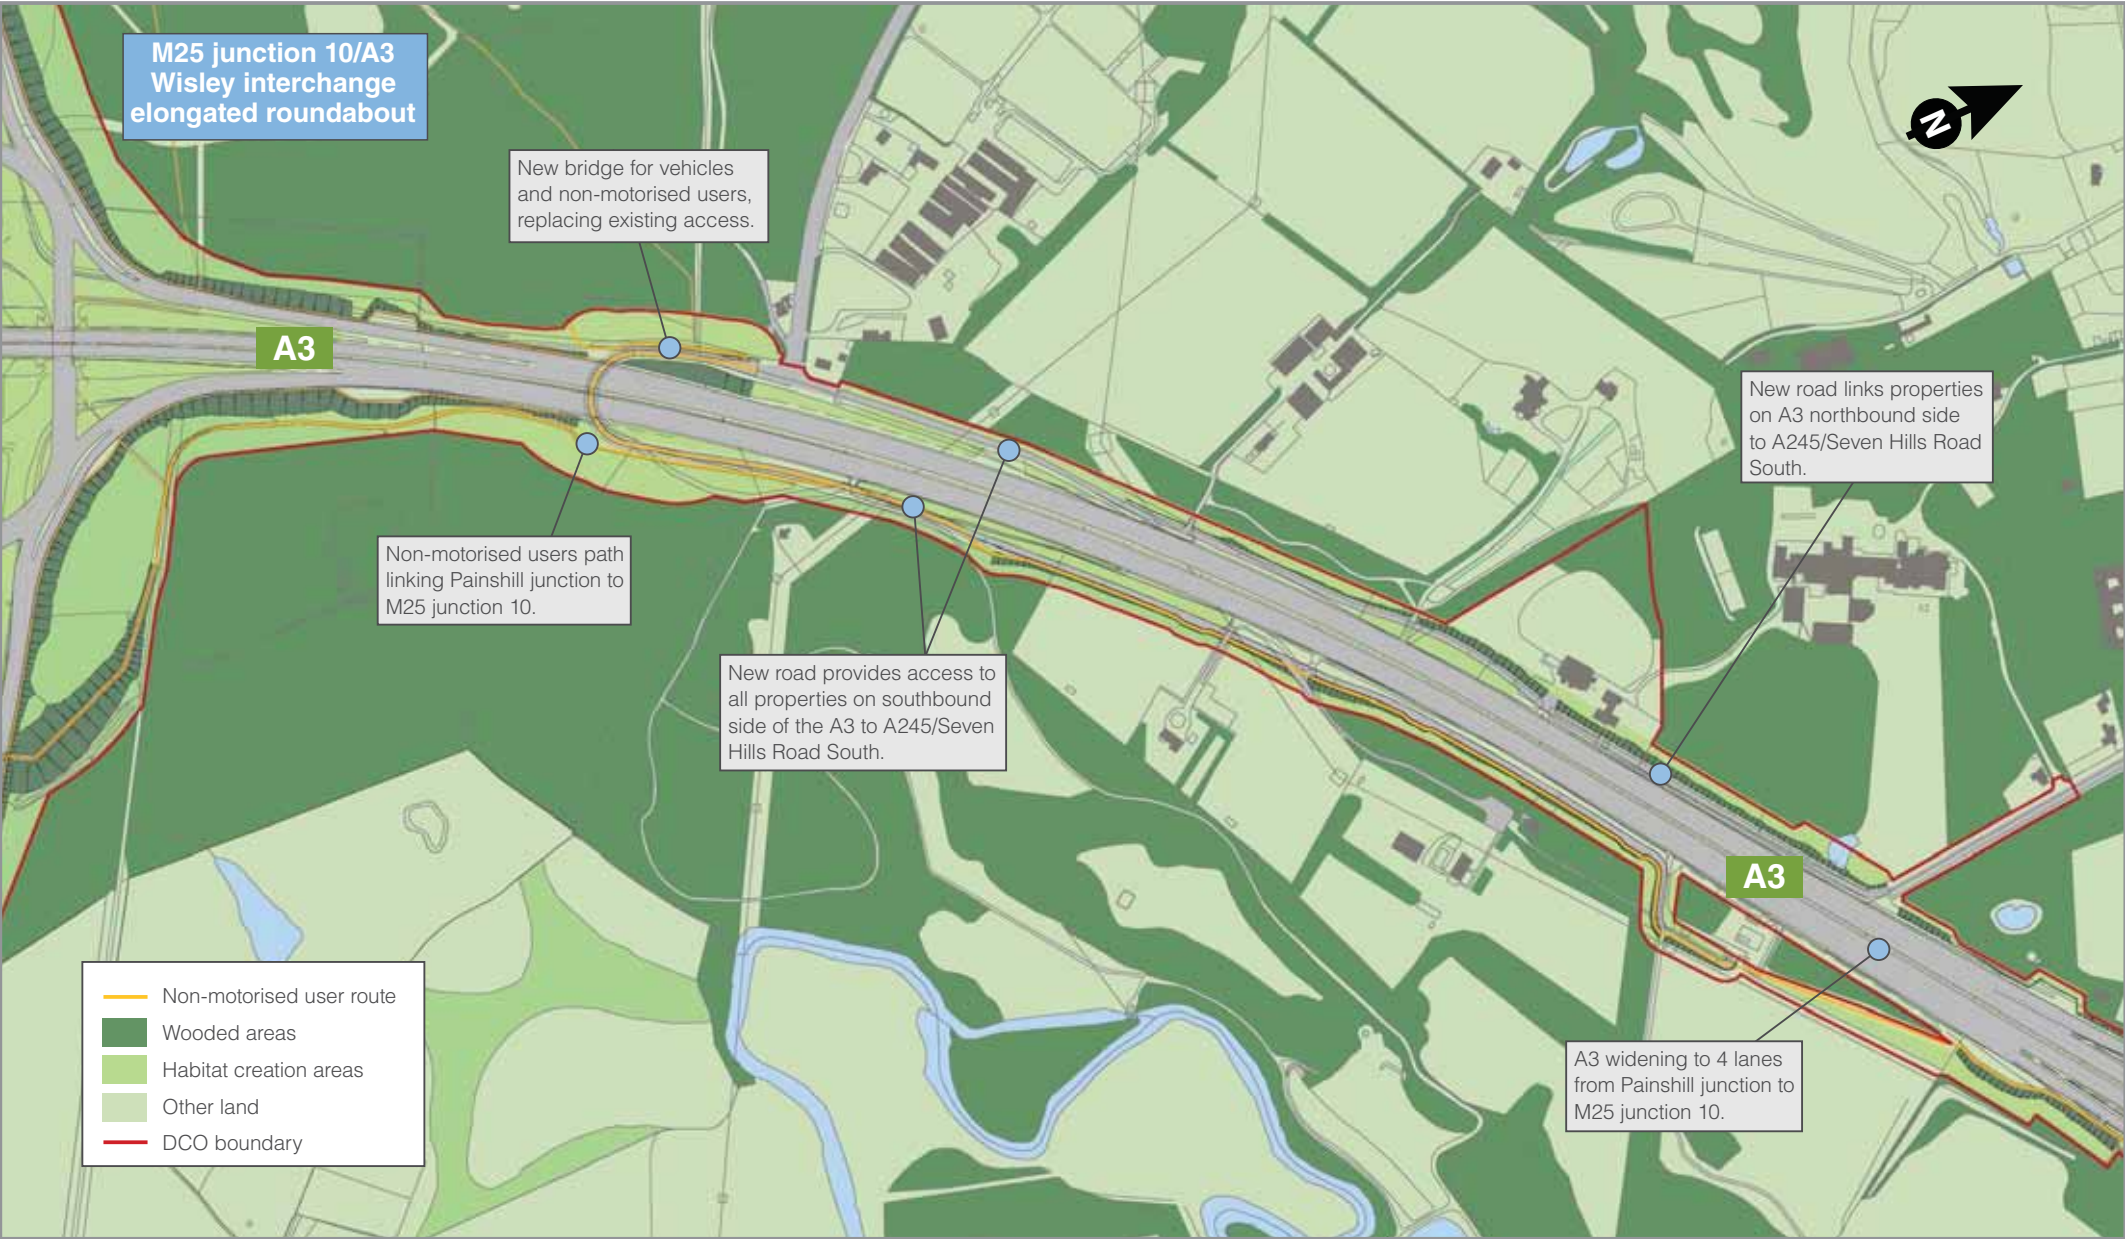 M25 junction 10/A3
Wisley interchange
elongated roundabout
N
New bridge for vehicles
and non-motorised users,
replacing existing access.
A3
New road links properties
on A3 northbound side
to A245/Seven Hills Road
South.
Non-motorised users path
linking Painshill junction to
M25 junction 10.
New road provides access to
all properties on southbound
side of the A3 to A245/Seven
Hills Road South.
A3
Non-motorised user route
Wooded areas
Habitat creation areas
Other land
DCO boundary
A3 widening to 4 lanes
from Painshill junction to
M25 junction 10.